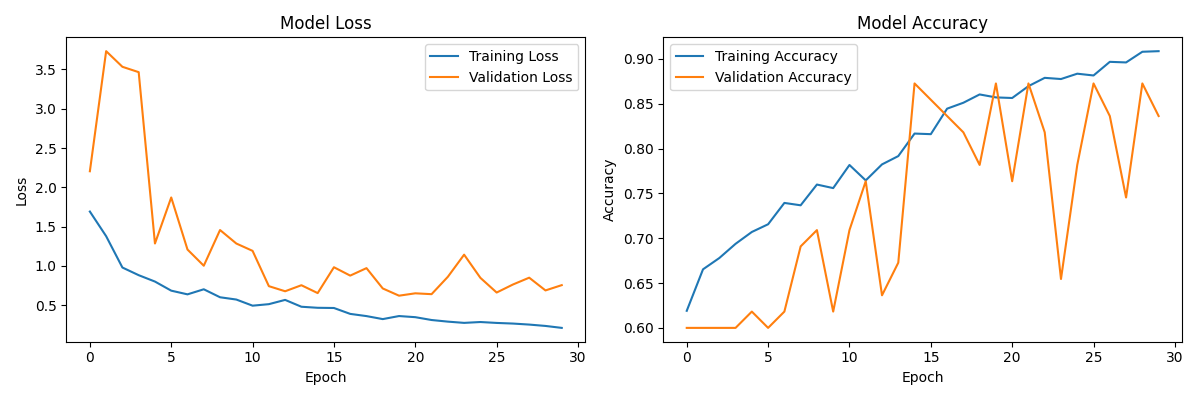 Model Loss
Training Loss
Validation Loss
3.5
3.0
2.5
2.0
1.5
1.0
0.5
Loss
0 5 10 15 20 25 30
Epoch
Model Accuracy
Training Accuracy
Validation Accuracy
0.90
0.85
0.80
0.75
0.70
0.65
0.60
Accuracy
0 5 10 15 20 25 30
Epoch